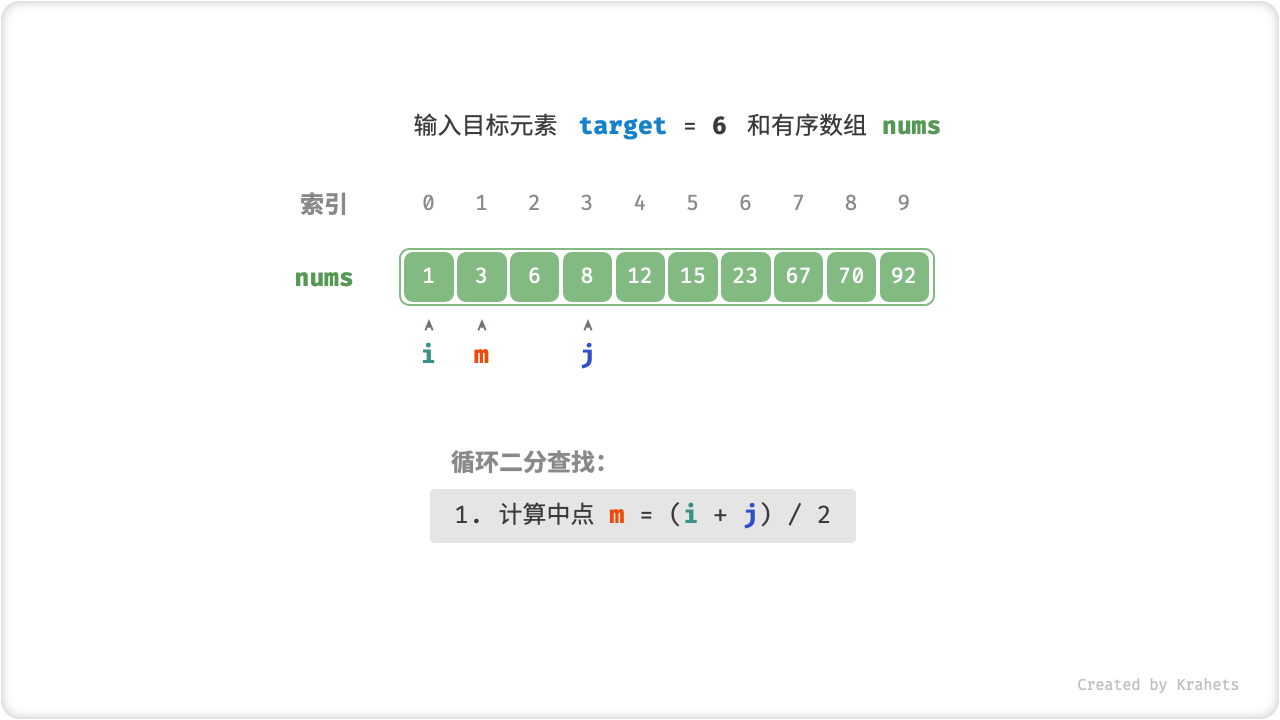 输入目标元素 target = 6 和有序数组 nums
索引 0 1 2 3 4 5 6 7 8 9
nums 1 3 6 8 12 15 23 67 70 92
i m j
循环二分查找：
1. 计算中点 m = (i + j) / 2
Created by Krahets